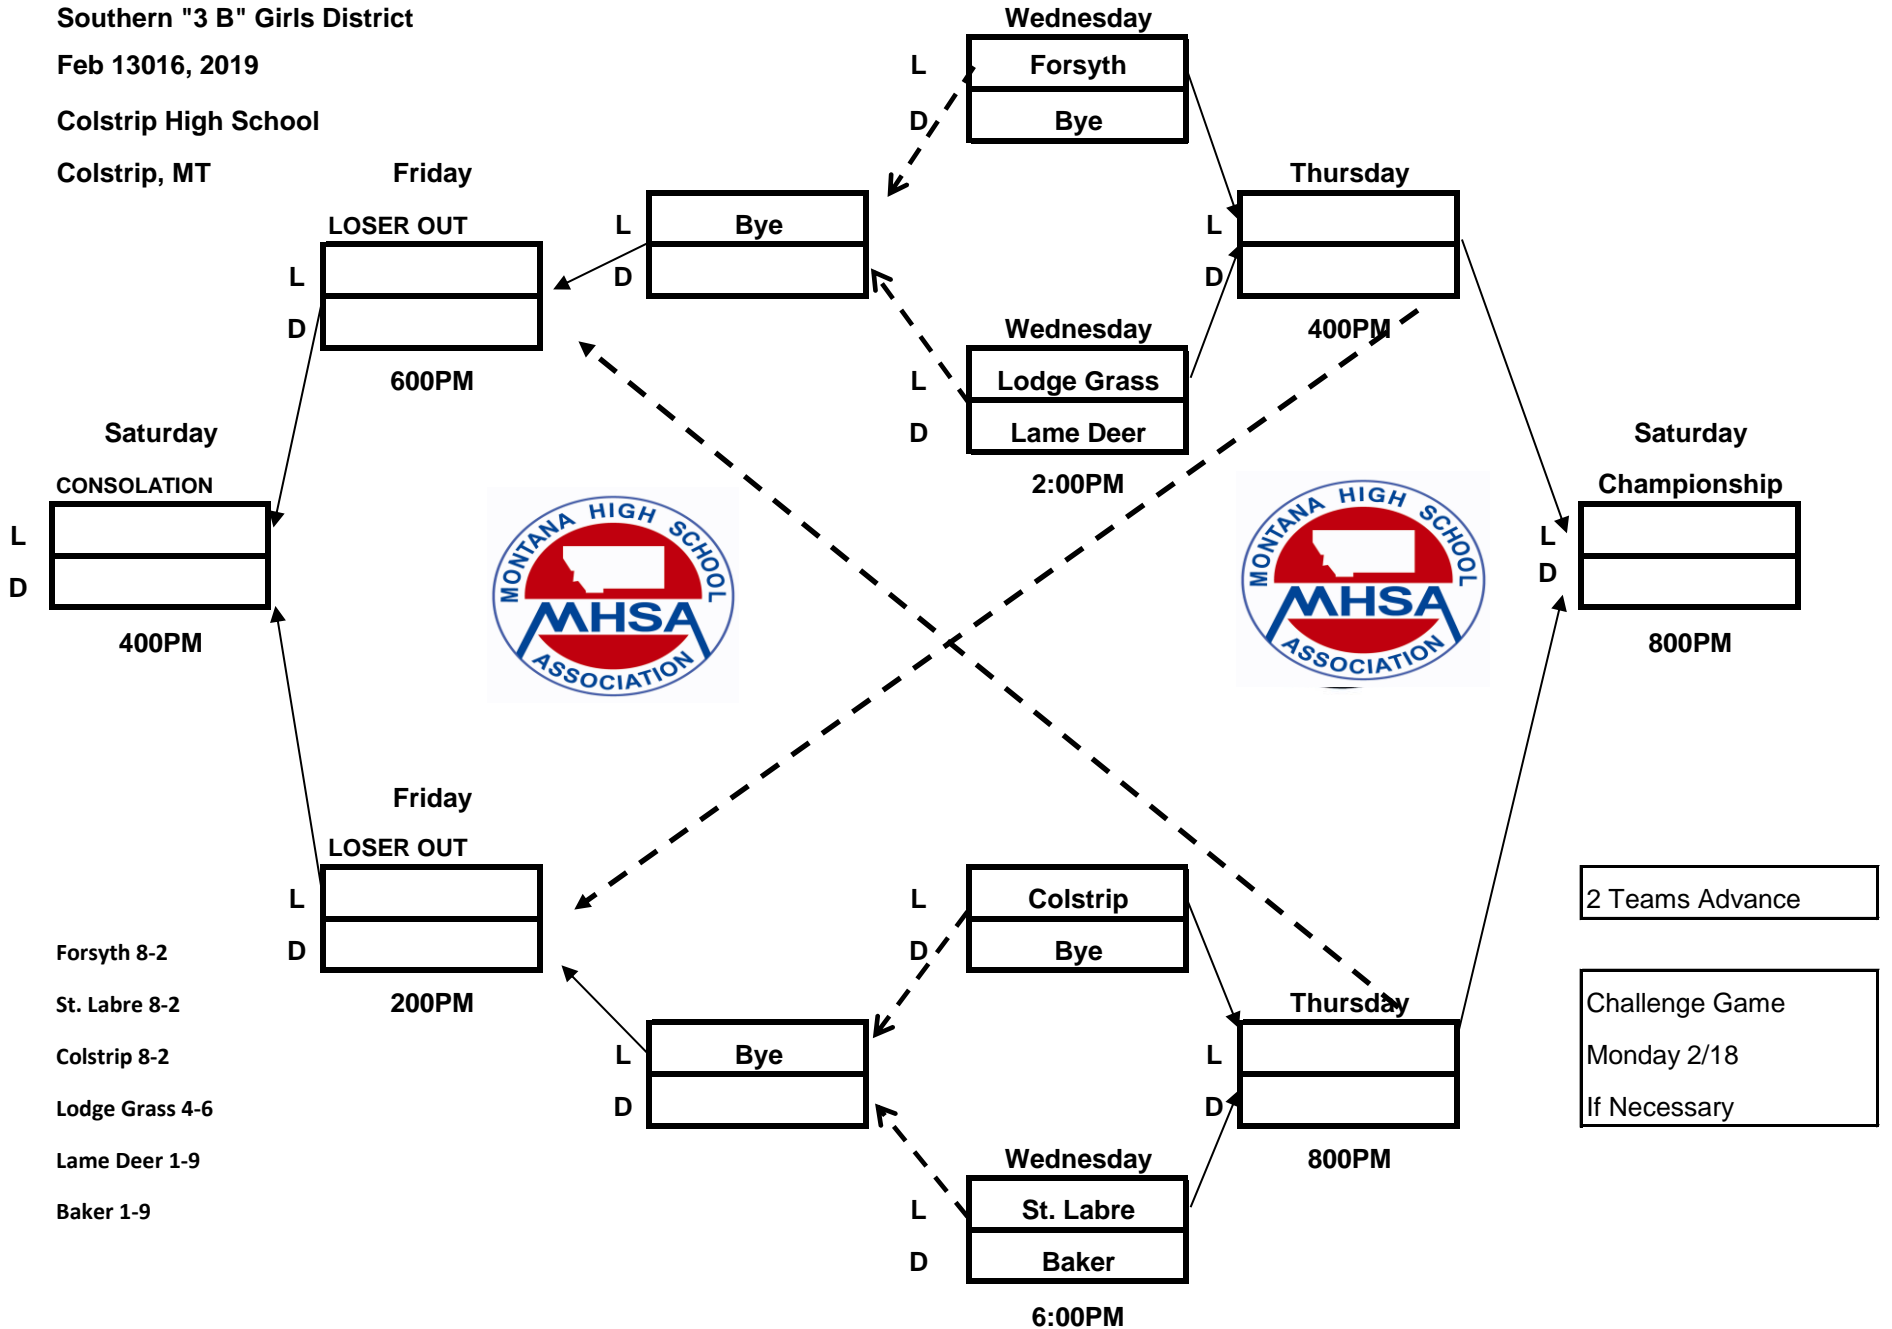 Southern "3 B" Girls District
Feb 13016, 2019
Colstrip High School
Colstrip, MT
Wednesday
L Forsyth
D Bye
Friday
LOSER OUT
L
D
600PM
L Bye
D
Thursday
L
D
400PM
Wednesday
L Lodge Grass
D Lame Deer
2:00PM
Saturday
CONSOLATION
L
D
400PM
MONTANA HIGH SCHOOL
MHSA
ASSOCIATION
MONTANA HIGH SCHOOL
MHSA
ASSOCIATION
Saturday
Championship
L
D
800PM
Friday
LOSER OUT
L
D
200PM
L Colstrip
D Bye
2 Teams Advance
Forsyth 8-2
St. Labre 8-2
Colstrip 8-2
Lodge Grass 4-6
Lame Deer 1-9
Baker 1-9
L Bye
D
Thursday
L
D
800PM
Challenge Game
Monday 2/18
If Necessary
Wednesday
L St. Labre
D Baker
6:00PM